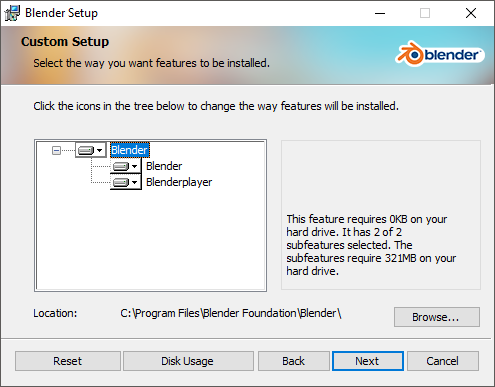 Blender Setup
Custom Setup
Select the way you want features to be installed.
blender
Click the icons in the tree below to change the way features will be installed.
Blender
Blender
Blenderplayer
This feature requires 0KB on your
hard drive. It has 2 of 2
subfeatures selected. The
subfeatures require 321MB on your
hard drive.
Location: C:\Program Files\Blender Foundation\Blender\
Browse...
Reset Disk Usage Back Next Cancel